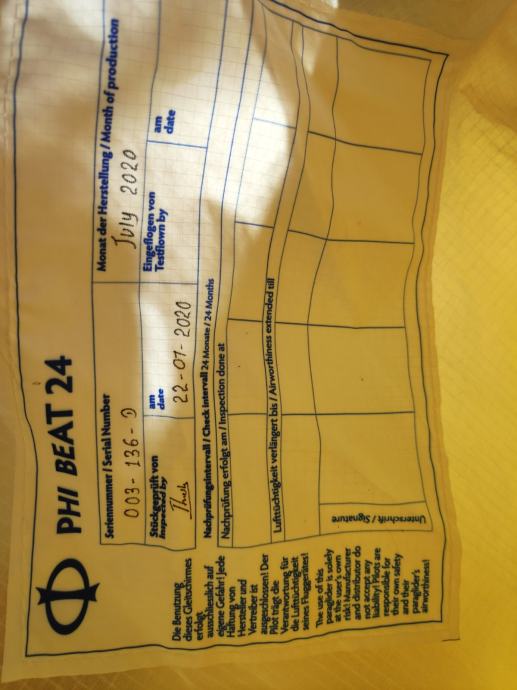 PHI BEAT 24
Seriennummer / Serial Number
003-136-D
Monat der Herstellung / Month of production
July 2020
Stückgeprüft von
Inspected by
am
date
22-07-2020
Eingeflogen von
Testflown by
am
date
Nachprüfungsintervall / Check intervall 24 Monate / 24 Months
Nachprüfung erfolgt am / Inspection done at
Lufttüchtigkeit verlängert bis / Airworthiness extended till
Unterschrift / Signature
Die Benutzung
dieses Gleitschirmes
erfolgt
ausschliesslich auf
eigene Gefahr! Jede
Haftung von
Hersteller und
Vertreiber ist
ausgeschlossen! Der
Pilot trägt die
Verantwortung für
die Lufttüchtigkeit
seines Fluggerätes!
The use of this
paraglider is solely
at the user's own
risk! Manufacturer
and distributor do
not accept any
liability! Pilots are
responsible for
their own safety
and their
paraglider's
airworthiness!